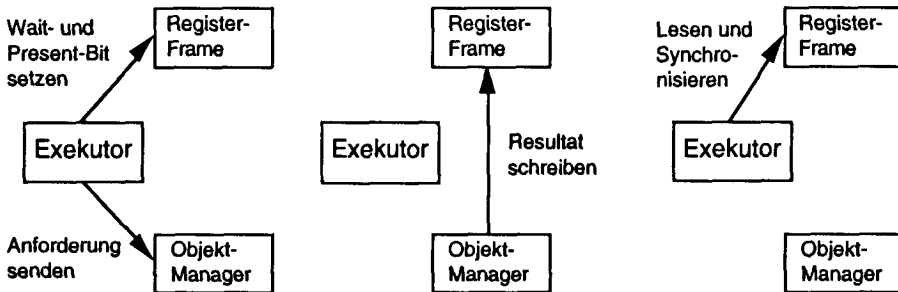 Wait- und
Present-Bit
setzen
Register-
Frame
Exekutor
Anforderung
senden
Objekt-
Manager
Register-
Frame
Exekutor
Resultat
schreiben
Objekt-
Manager
Lesen und
Synchro-
nisieren
Register-
Frame
Exekutor
Objekt-
Manager